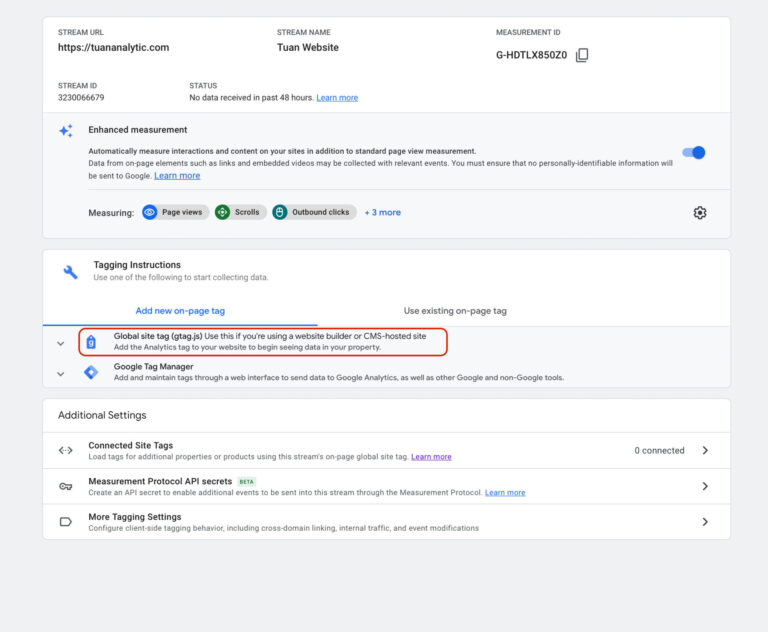 STREAM URL
https://tuananalytic.com
STREAM NAME
Tuan Website
MEASUREMENT ID
G-HDTLX850Z0
STREAM ID
3230066679
STATUS
No data received in past 48 hours. Learn more
Enhanced measurement
Automatically measure interactions and content on your sites in addition to standard page view measurement.
Data from on-page elements such as links and embedded videos may be collected with relevant events. You must ensure that no personally-identifiable information will
be sent to Google. Learn more
Measuring: Page views Scrolls Outbound clicks + 3 more
Tagging Instructions
Use one of the following to start collecting data.
Add new on-page tag
Use existing on-page tag
Global site tag (gtag.js) Use this if you're using a website builder or CMS-hosted site
Add the Analytics tag to your website to begin seeing data in your property.
Google Tag Manager
Add and maintain tags through a web interface to send data to Google Analytics, as well as other Google and non-Google tools.
Additional Settings
Connected Site Tags
Load tags for additional properties or products using this stream's on-page global site tag. Learn more
0 connected
Measurement Protocol API secrets BETA
Create an API secret to enable additional events to be sent into this stream through the Measurement Protocol. Learn more
More Tagging Settings
Configure client-side tagging behavior, including cross-domain linking, internal traffic, and event modifications